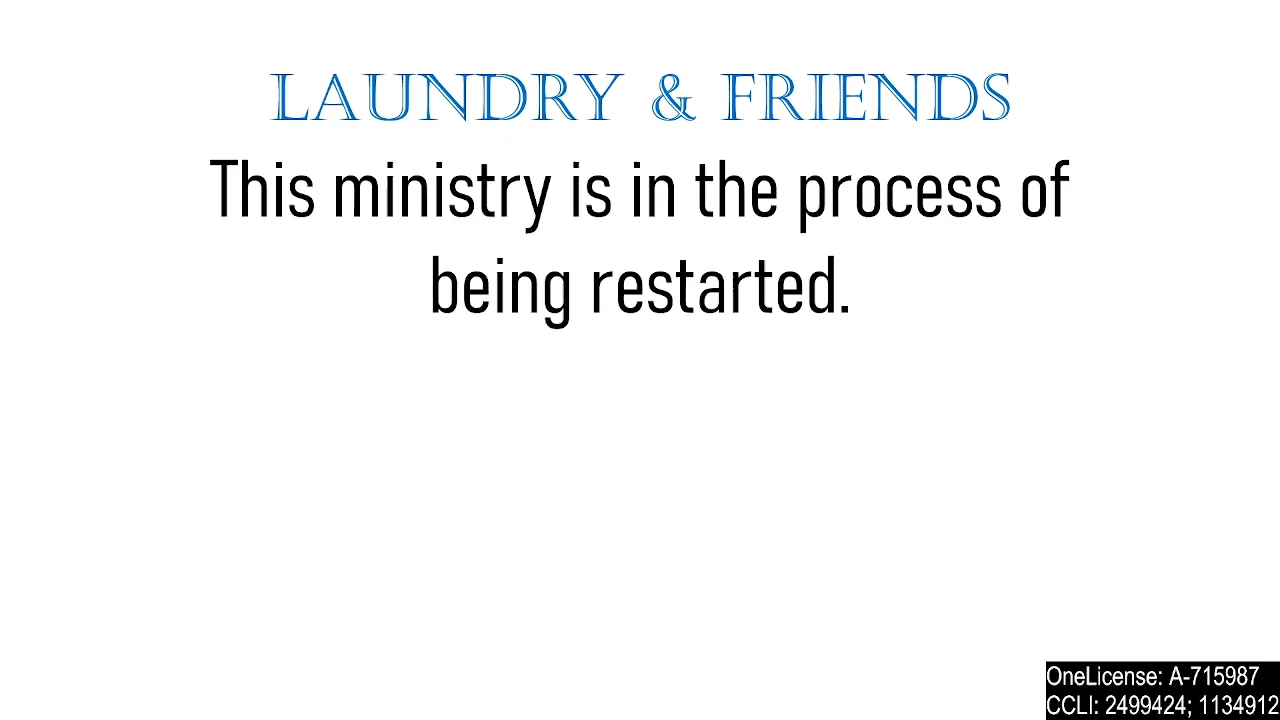 LAUNDRY & FRIENDS
This ministry is in the process of
being restarted.
OneLicense: A-715987
CCLI: 2499424; 1134912